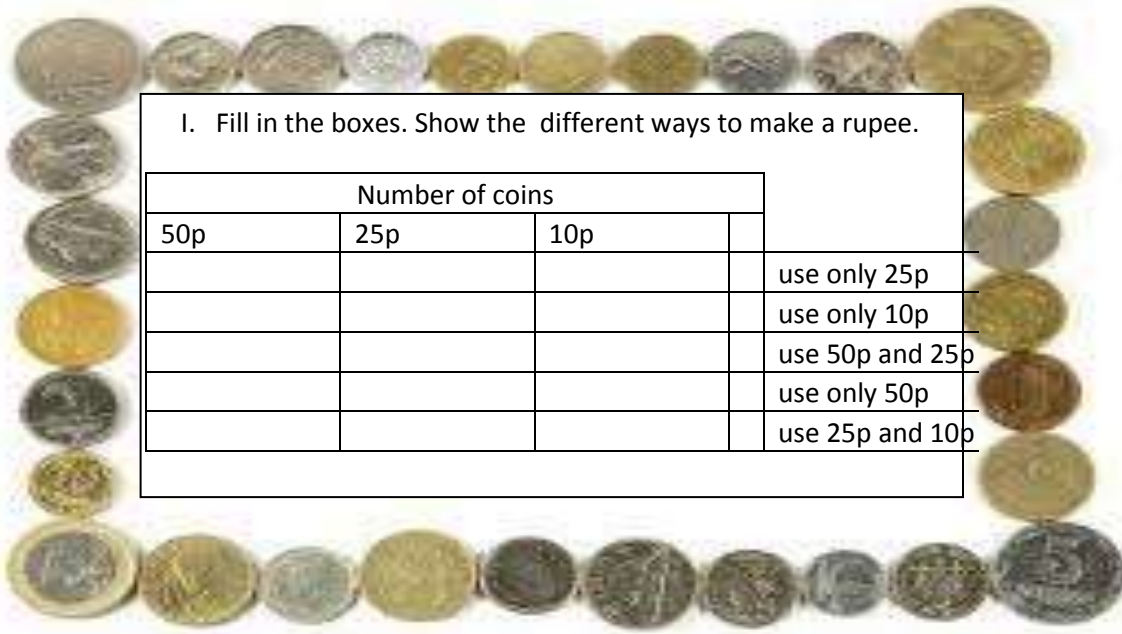 I. Fill in the boxes. Show the different ways to make a rupee.
Number of coins
50p 25p 10p
use only 25p
use only 10p
use 50p and 25p
use only 50p
use 25p and 10p